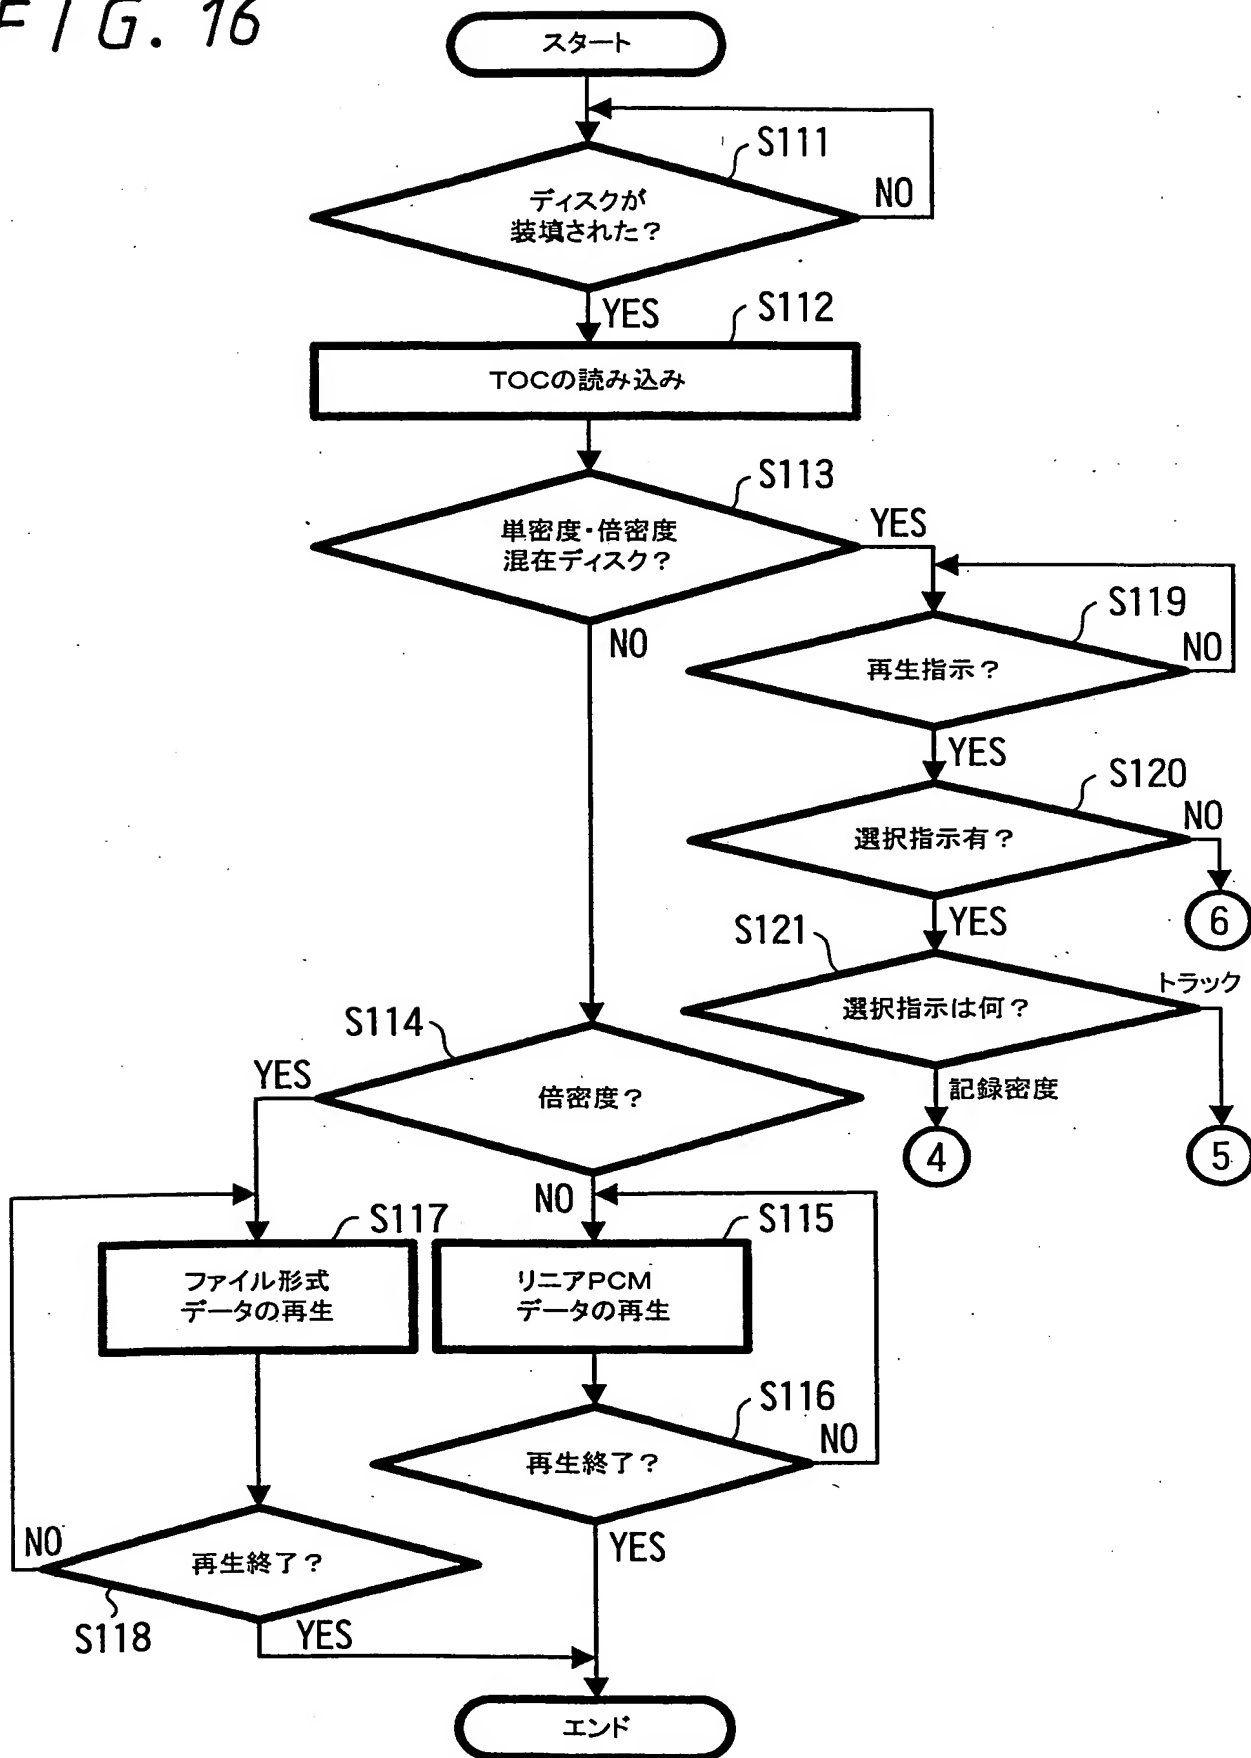 FIG. 16
スタート
S111
ディスクが
装填された?
NO
YES
S112
TOCの読み込み
S113
単密度・倍密度
混在ディスク?
YES
NO
S119
再生指示?
NO
YES
S120
選択指示有?
NO
6
YES
S121
選択指示は何?
トラック
記録密度
4
5
S114
倍密度?
YES
NO
S117
ファイル形式
データの再生
S115
リニアPCM
データの再生
S116
再生終了?
NO
YES
NO
再生終了?
S118
YES
エンド